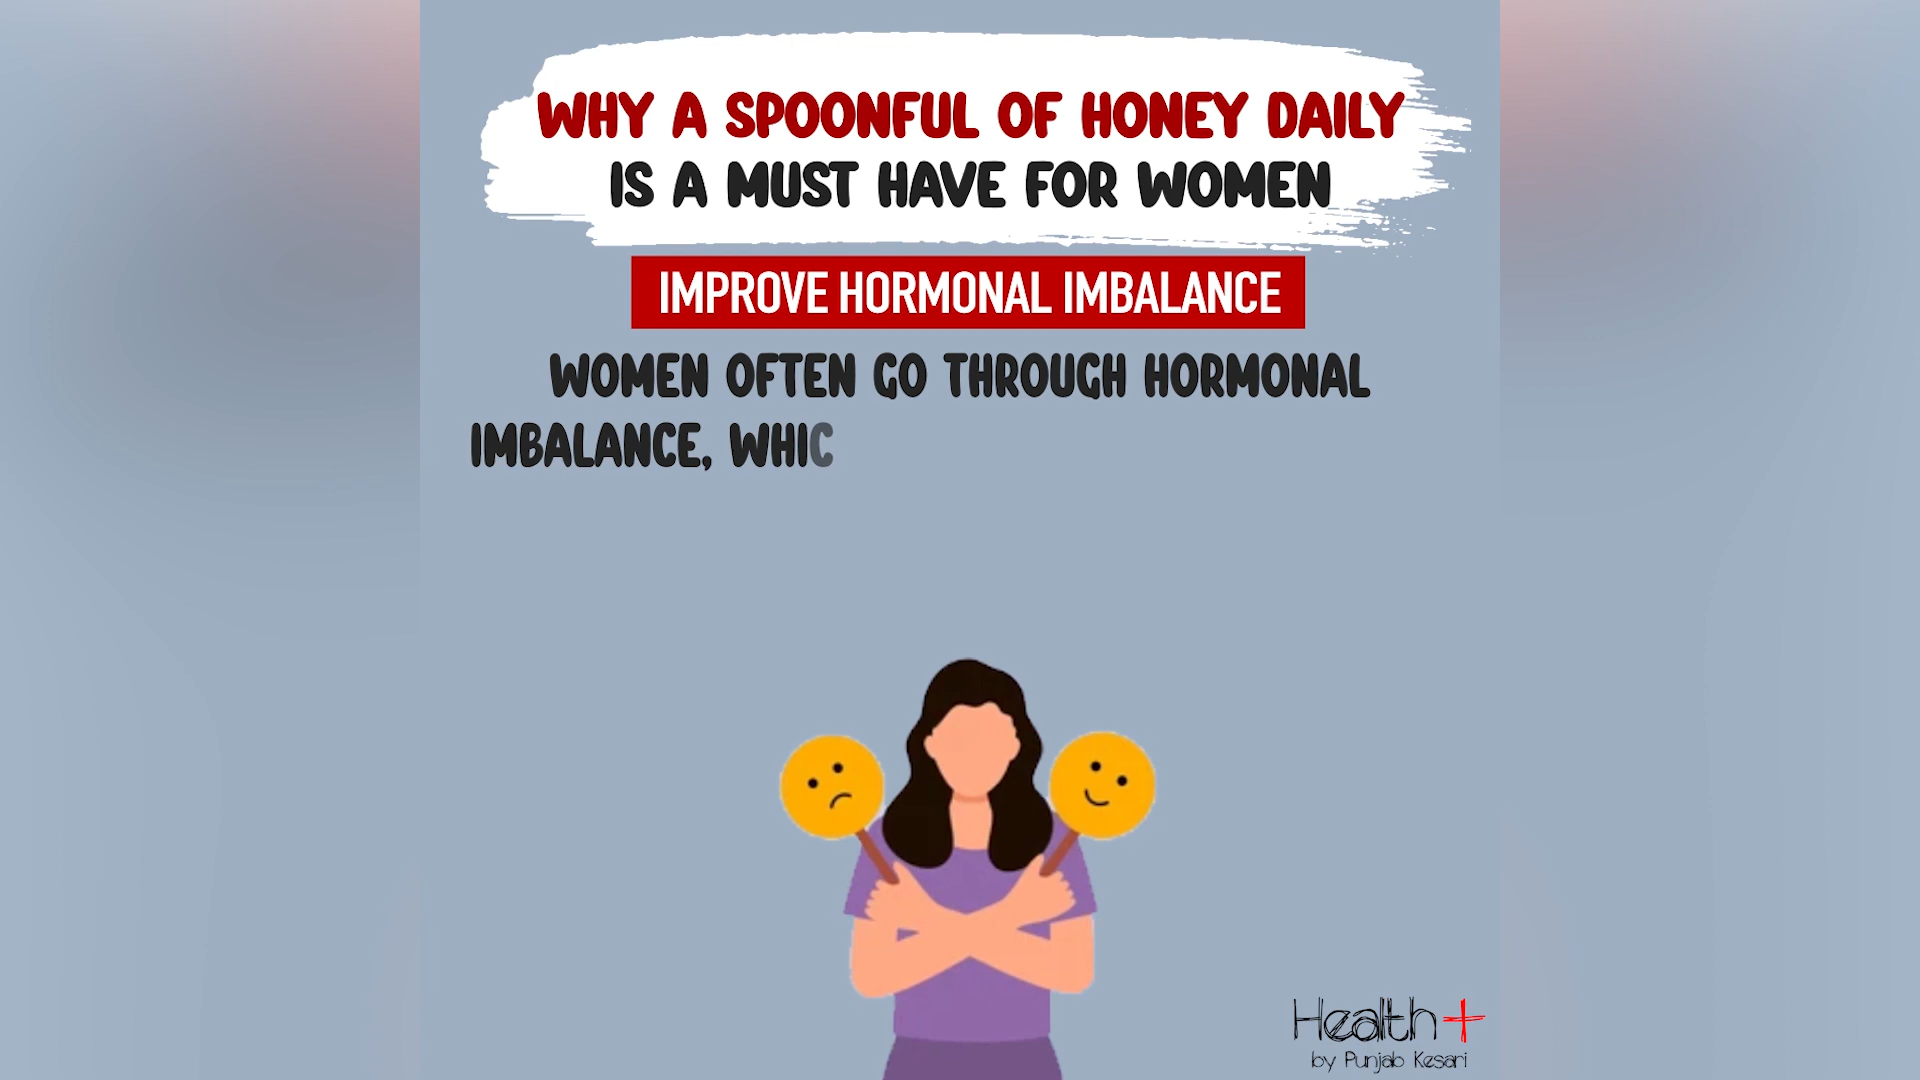 WHY A SPOONFUL OF HONEY DAILY
IS A MUST HAVE FOR WOMEN
IMPROVE HORMONAL IMBALANCE
WOMEN OFTEN GO THROUGH HORMONAL
IMBALANCE, WHIC
Health+
by Punjab Kesari